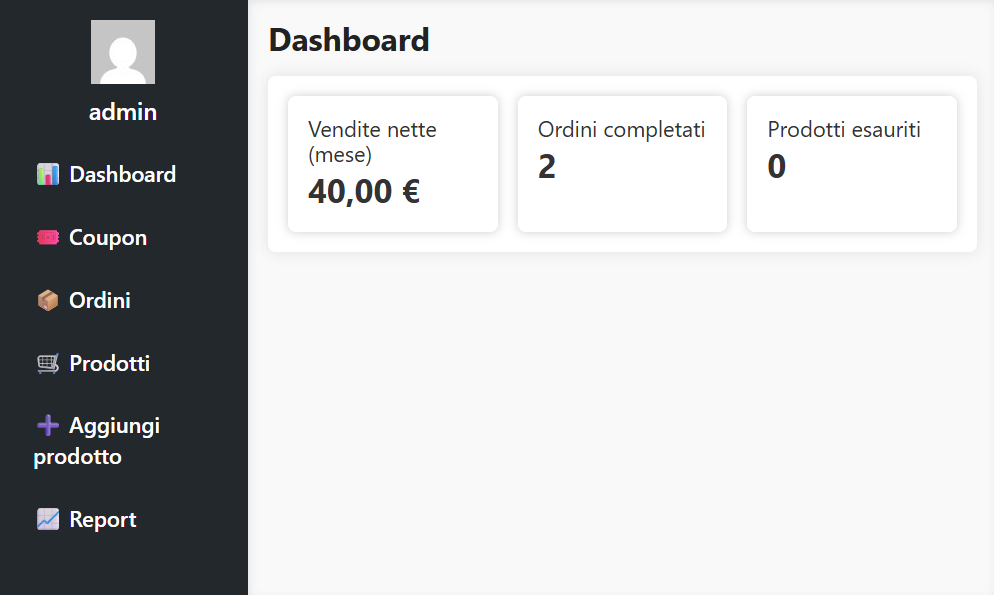 admin
Dashboard
Coupon
Ordini
Prodotti
Aggiungi
prodotto
Report
Dashboard
Vendite nette
(mese)
40,00 €
Ordini completati
2
Prodotti esauriti
0